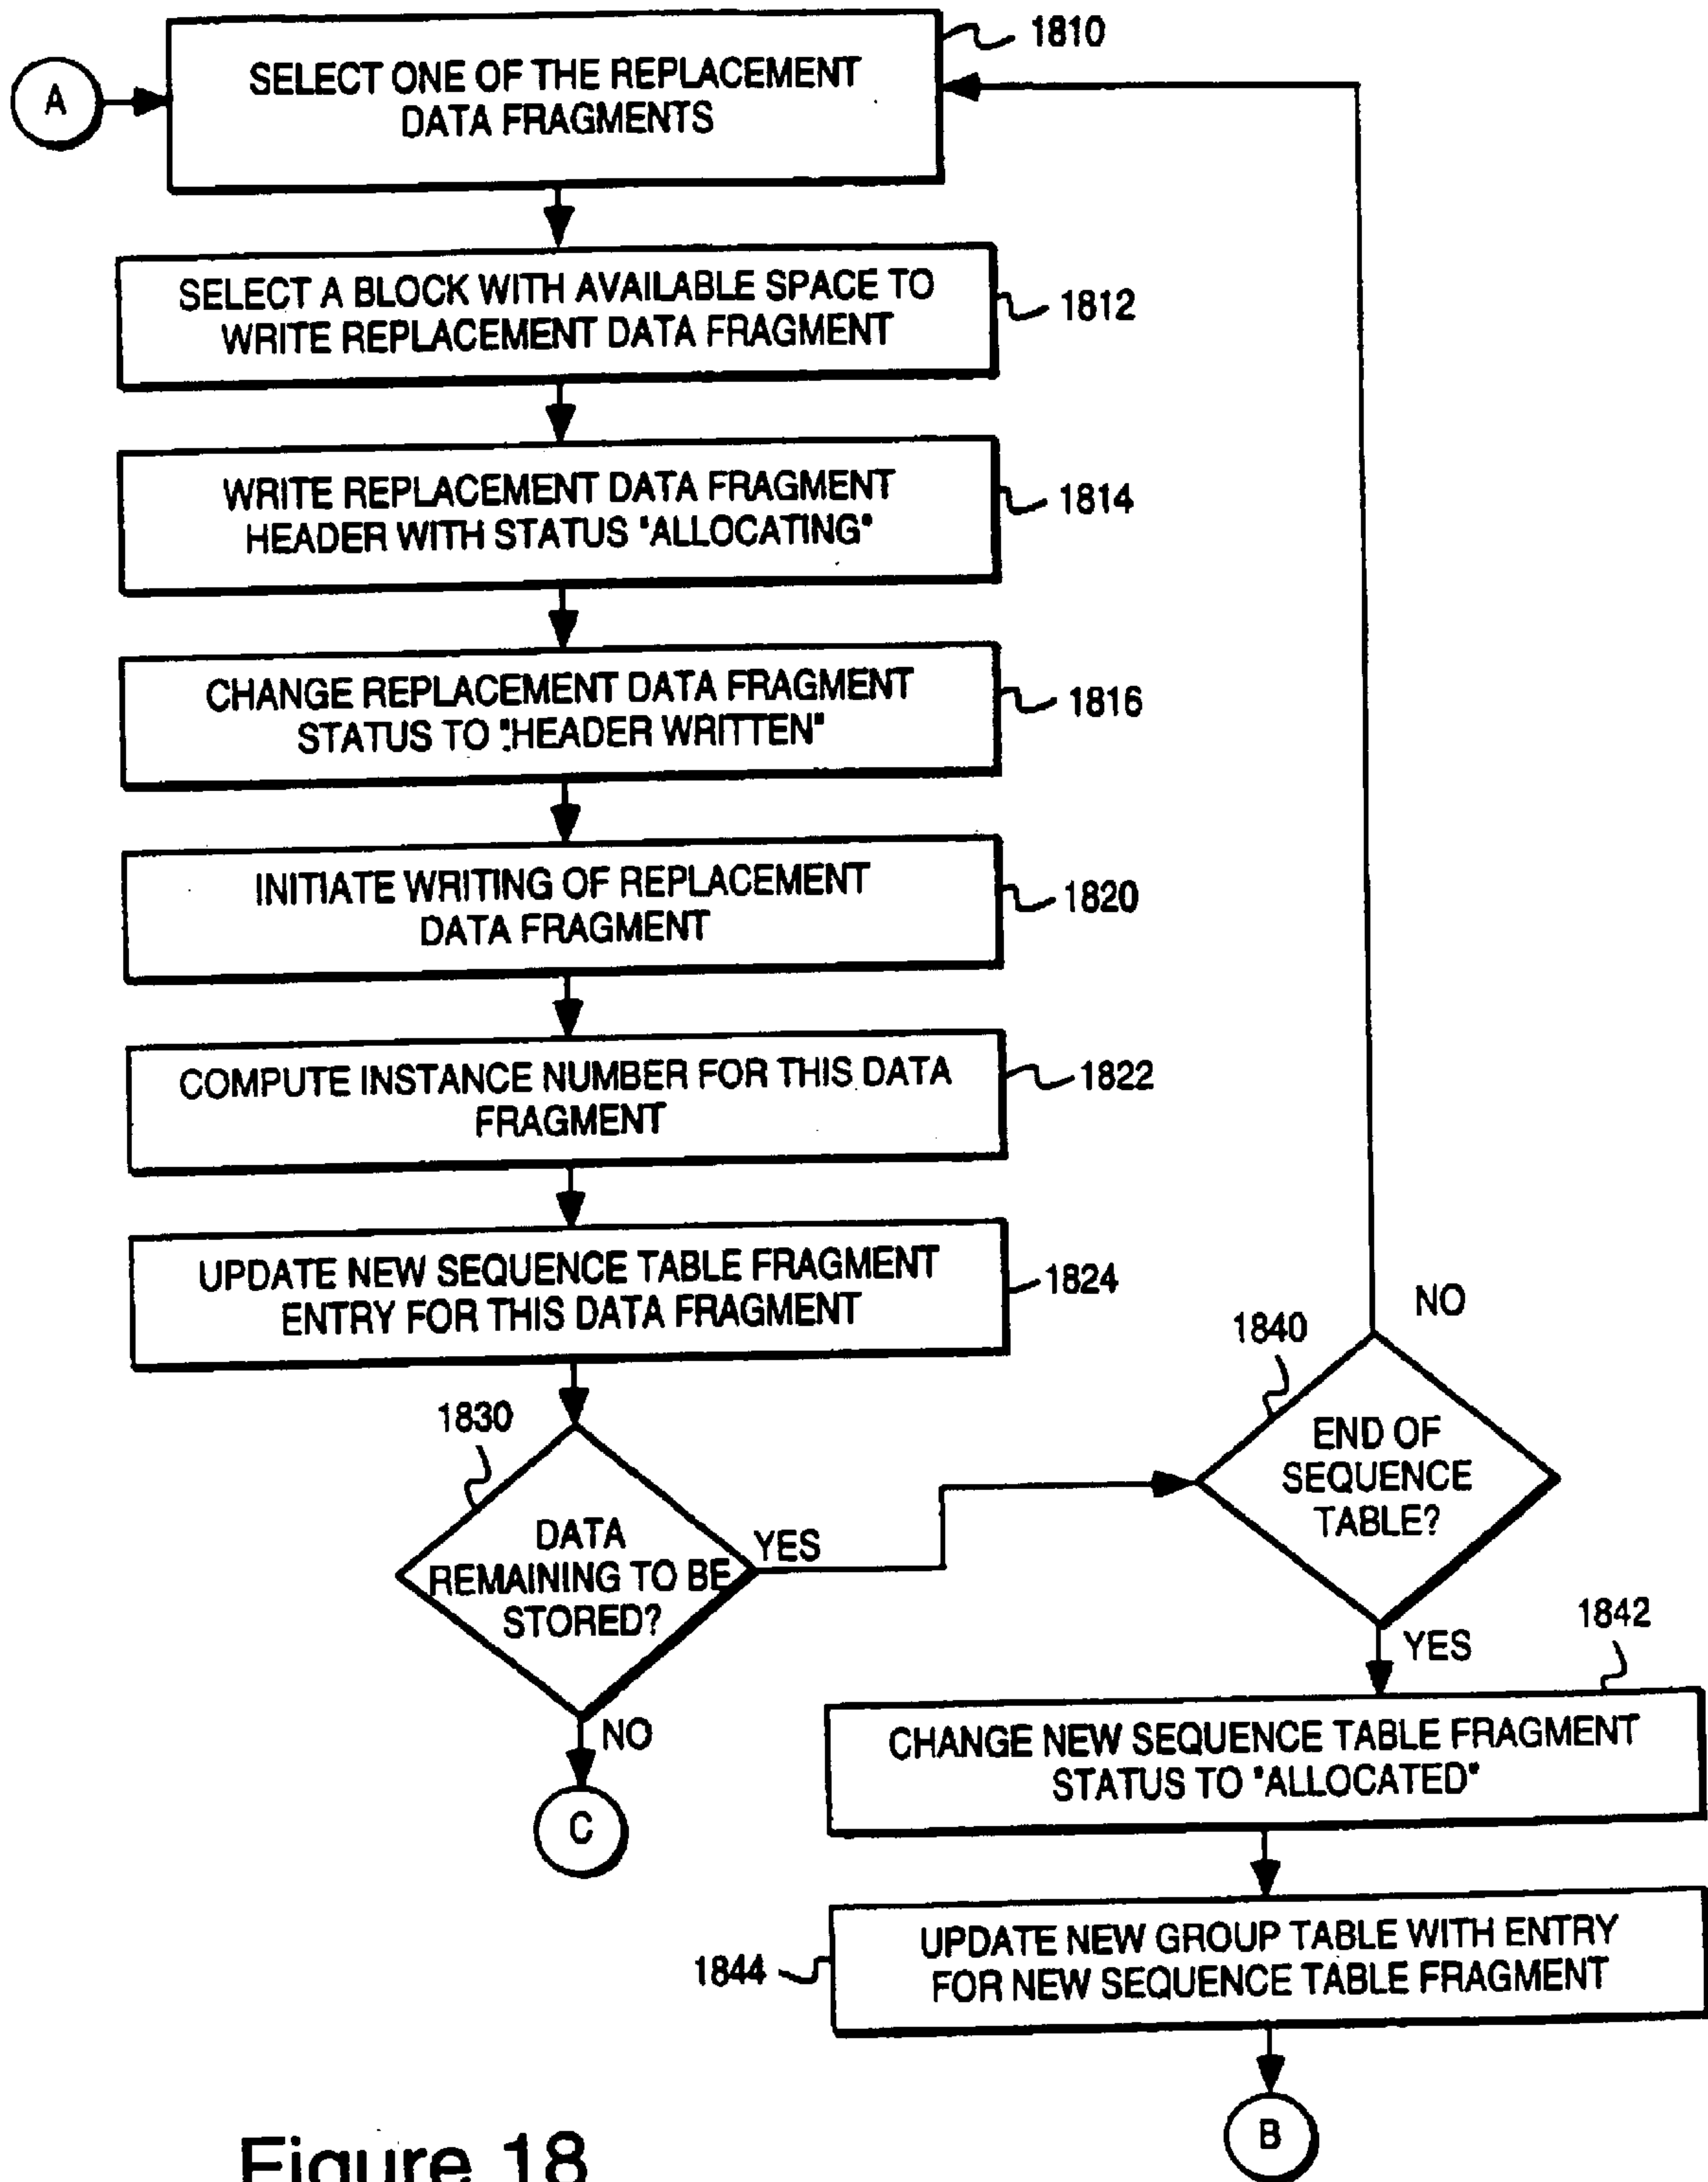 1810
A
SELECT ONE OF THE REPLACEMENT
DATA FRAGMENTS
SELECT A BLOCK WITH AVAILABLE SPACE TO
WRITE REPLACEMENT DATA FRAGMENT
1812
WRITE REPLACEMENT DATA FRAGMENT
HEADER WITH STATUS "ALLOCATING"
1814
CHANGE REPLACEMENT DATA FRAGMENT
STATUS TO "HEADER WRITTEN"
1816
INITIATE WRITING OF REPLACEMENT
DATA FRAGMENT
1820
COMPUTE INSTANCE NUMBER FOR THIS DATA
FRAGMENT
1822
UPDATE NEW SEQUENCE TABLE FRAGMENT
ENTRY FOR THIS DATA FRAGMENT
1824
1830
DATA
REMAINING TO BE
STORED?
YES
NO
C
1840
NO
END OF
SEQUENCE
TABLE?
YES
1842
CHANGE NEW SEQUENCE TABLE FRAGMENT
STATUS TO "ALLOCATED"
1844
UPDATE NEW GROUP TABLE WITH ENTRY
FOR NEW SEQUENCE TABLE FRAGMENT
B
Figure 18